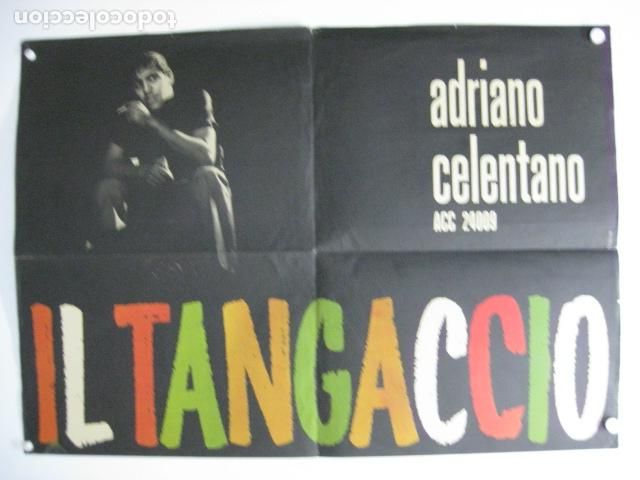 todocoleccion
adriano
celentano
ACC 24009
IL TANGACCIO